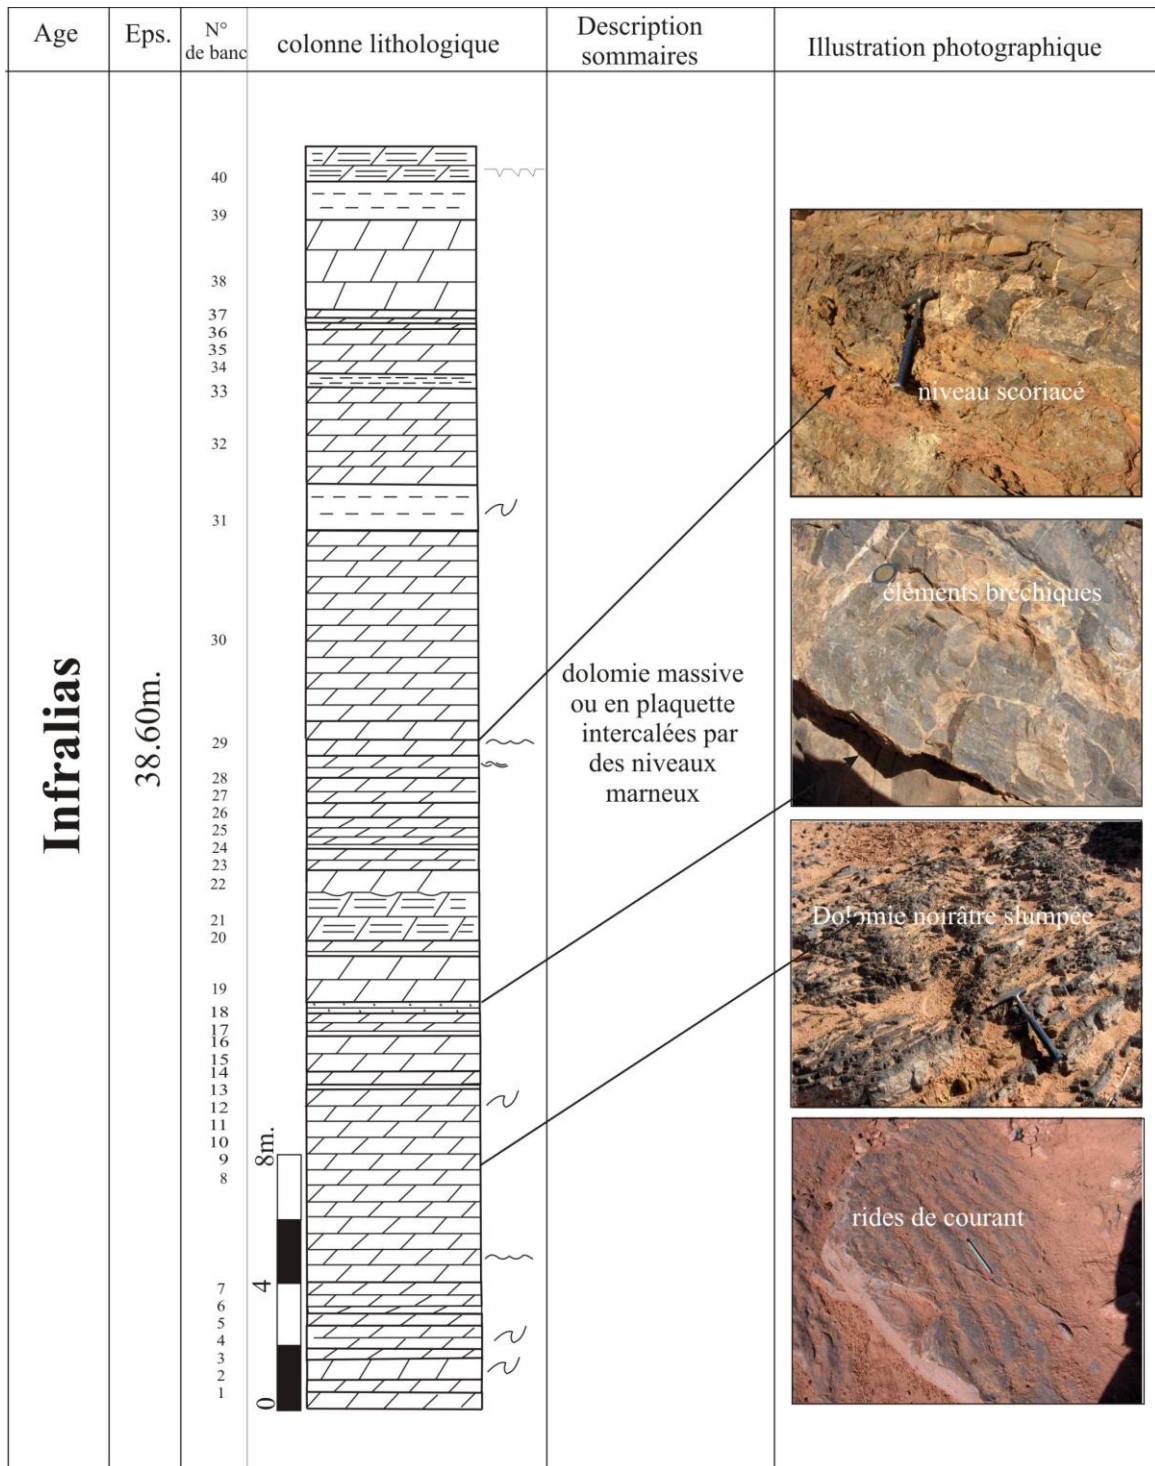 Age
Eps.
N°
de banc
colonne lithologique
Description
sommaires
Illustration photographique
Infralias
38.60m.
40
39
38
37
36
35
34
33
32
31
30
29
28
27
26
25
24
23
22
21
20
19
18
17
16
15
14
13
12
11
10
9
8
7
6
5
4
3
2
1
8m.
4
0
dolomie massive
ou en plaquette
intercalées par
des niveaux
marneux
niveau scoriacé
éléments bréchiques
Dolomie noirâtre slumpée
rides de courant